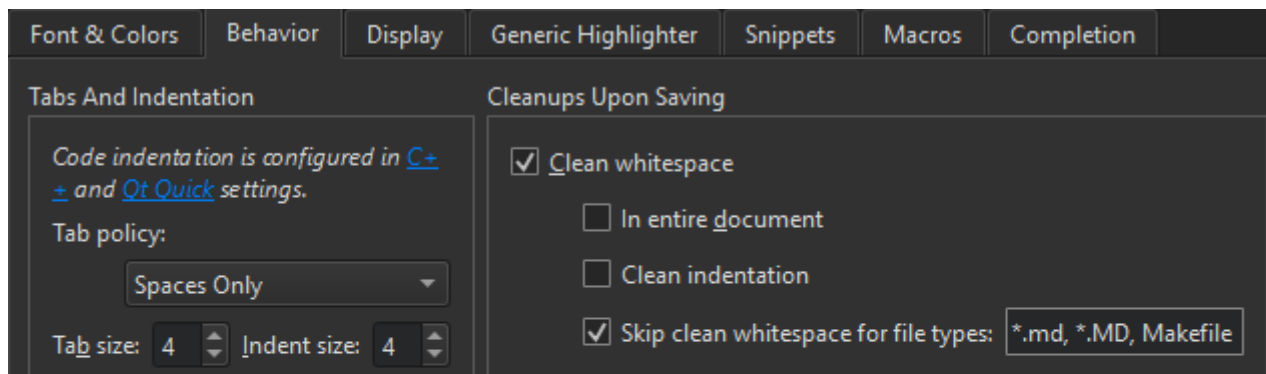 Font & Colors Behavior Display Generic Highlighter Snippets Macros Completion
Tabs And Indentation
Code indentation is configured in C+
+ and Qt Quick settings.
Tab policy:
Spaces Only
Tab size: 4 Indent size: 4
Cleanups Upon Saving
Clean whitespace
In entire document
Clean indentation
Skip clean whitespace for file types: *.md, *.MD, Makefile